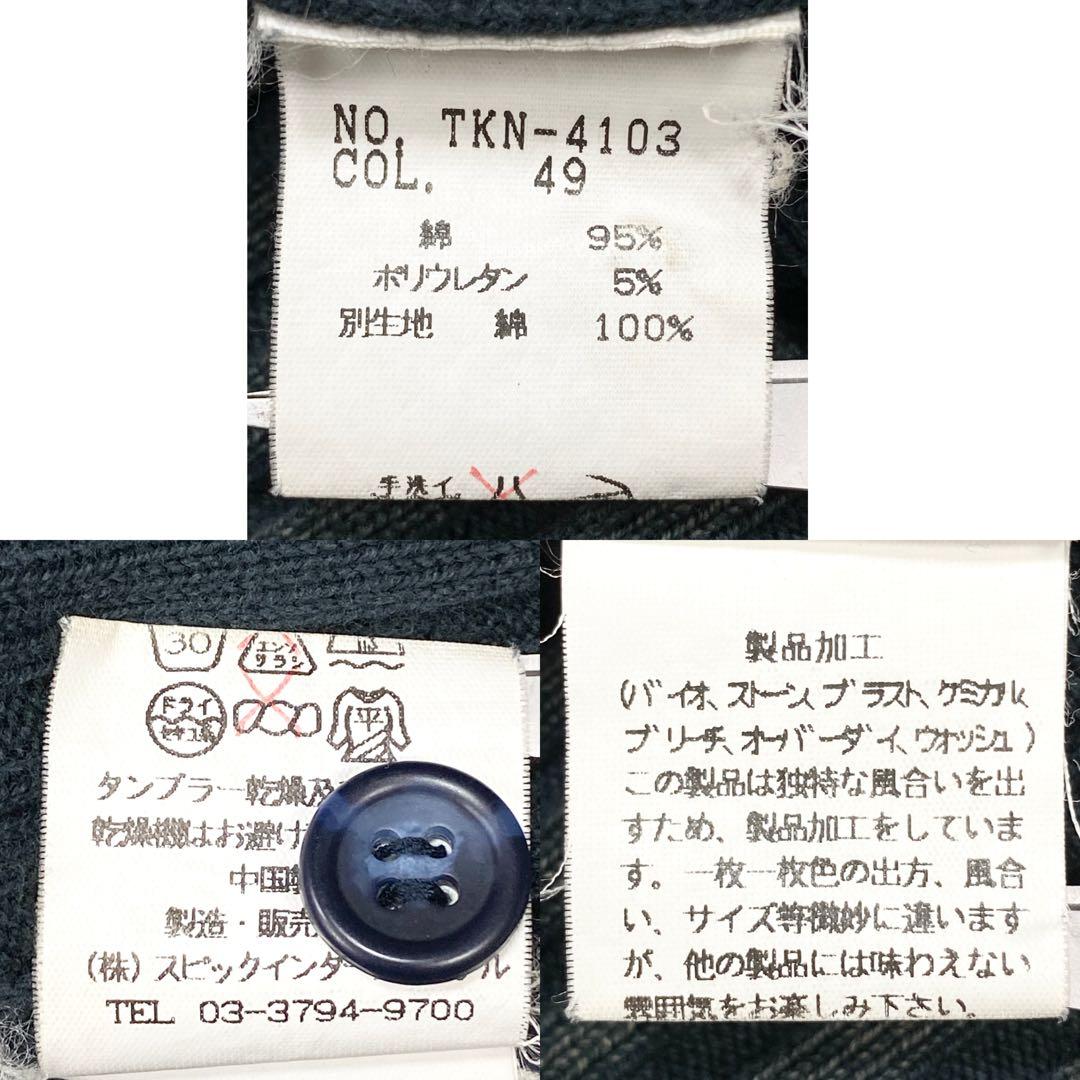 NO. TKN-4103
COL. 49
綿 95%
ポリウレタン 5%
別生地 綿 100%
手洗イ
30
エンソ
サラシ
ドライ
セキユ系
平
タンブラー乾燥及
乾燥機はお避け
中国製
製造・販売
(株)スピックインターナショナル
TEL 03-3794-9700
製品加工
(バイオ、ストーン、ブラスト、ケミカル
ブリーチ、オーバーダイ、ウォッシュ)
この製品は独特な風合いを出
すため、製品加工をしていま
す。一枚一枚色の出方、風合
い、サイズ等微妙に違います
が、他の製品には味わえない
雰囲気をお楽しみ下さい。